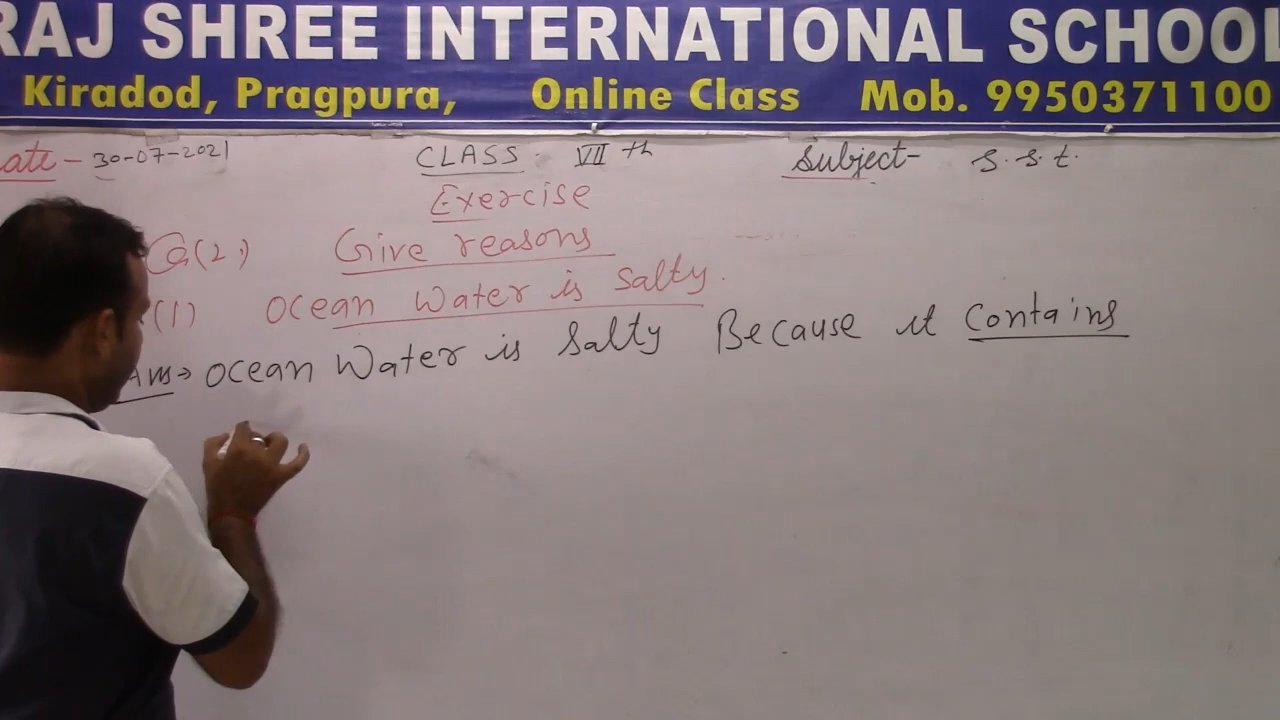 RAJ SHREE INTERNATIONAL SCHOOL
Kiradod, Pragpura, Online Class Mob. 9950371100
ate - 30-07-2021 CLASS: VII th Subject- S.S.t.
Exercise
Q(2) Give reasons
(1) Ocean Water is Salty.
Ans → Ocean Water is Salty Because it Contains